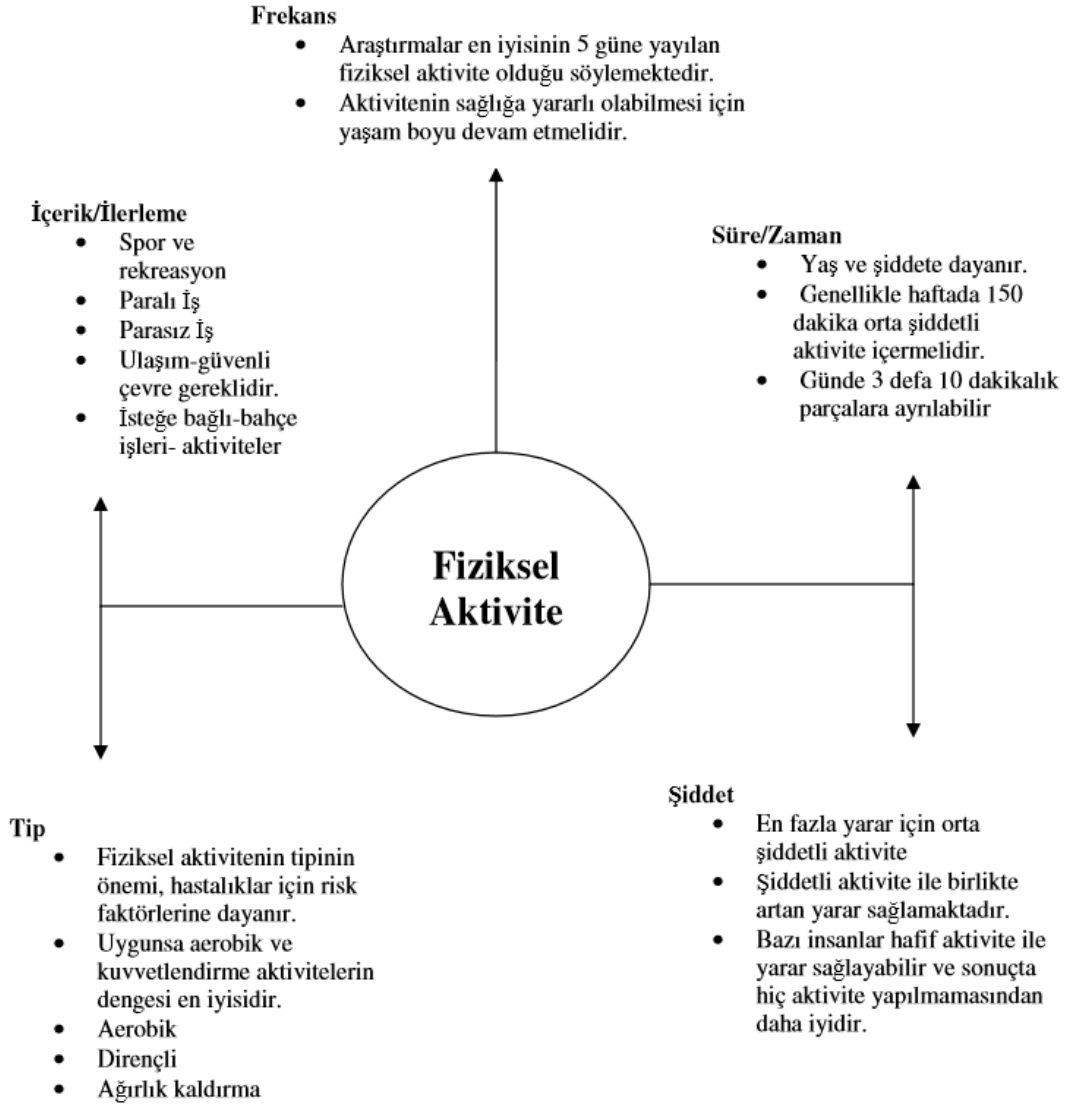 Frekans
• Araştırmalar en iyisinin 5 güne yayılan
fiziksel aktivite olduğu söylemektedir.
• Aktivitenin sağlığa yararlı olabilmesi için
yaşam boyu devam etmelidir.
İçerik/İlerleme
• Spor ve
rekreasyon
• Paralı İş
• Parasız İş
• Ulaşım-güvenli
çevre gereklidir.
• İsteğe bağlı-bahçe
işleri- aktiviteler
Süre/Zaman
• Yaş ve şiddete dayanır.
• Genellikle haftada 150
dakika orta şiddetli
aktivite içermelidir.
• Günde 3 defa 10 dakikalık
parçalara ayrılabilir
Fiziksel
Aktivite
Tip
• Fiziksel aktivitenin tipinin
önemi, hastalıklar için risk
faktörlerine dayanır.
• Uygunsa aerobik ve
kuvvetlendirme aktivitelerin
dengesi en iyisidir.
• Aerobik
• Dirençli
• Ağırlık kaldırma
Şiddet
• En fazla yarar için orta
şiddetli aktivite
• Şiddetli aktivite ile birlikte
artan yarar sağlamaktadır.
• Bazı insanlar hafif aktivite ile
yarar sağlayabilir ve sonuçta
hiç aktivite yapılmamasından
daha iyidir.